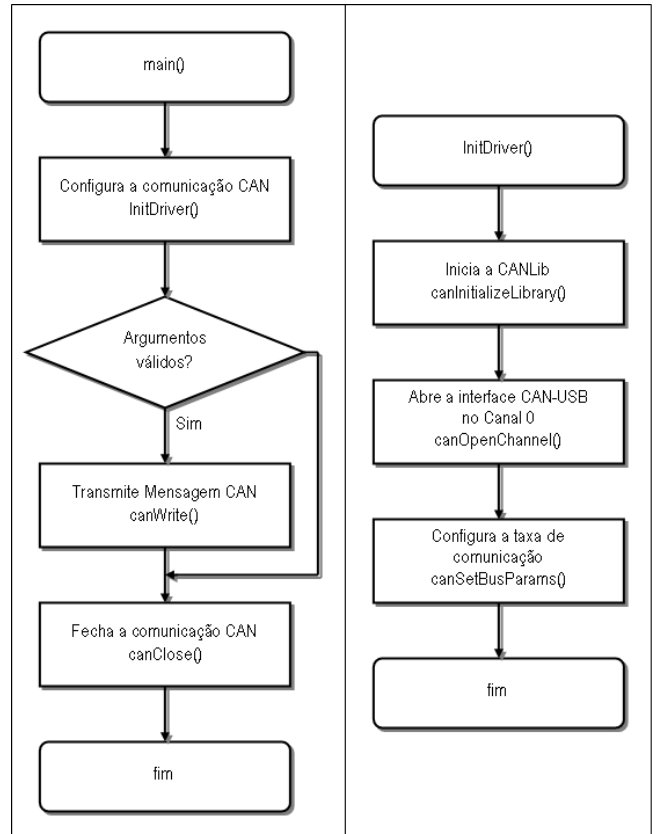 main()
Configura a comunicação CAN
InitDriver()
Argumentos
válidos?
Sim
Transmite Mensagem CAN
canWrite()
Fecha a comunicação CAN
canClose()
fim
InitDriver()
Inicia a CANLib
canInitializeLibrary()
Abre a interface CAN-USB
no Canal 0
canOpenChannel()
Configura a taxa de
comunicação
canSetBusParams()
fim